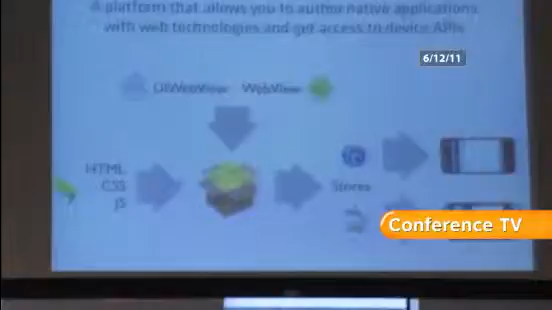 A platform that allows you to author native applications
with web technologies and get access to device APIs
6/12/11
UIWebView WebView
HTML
CSS
JS
Stores
Conference TV